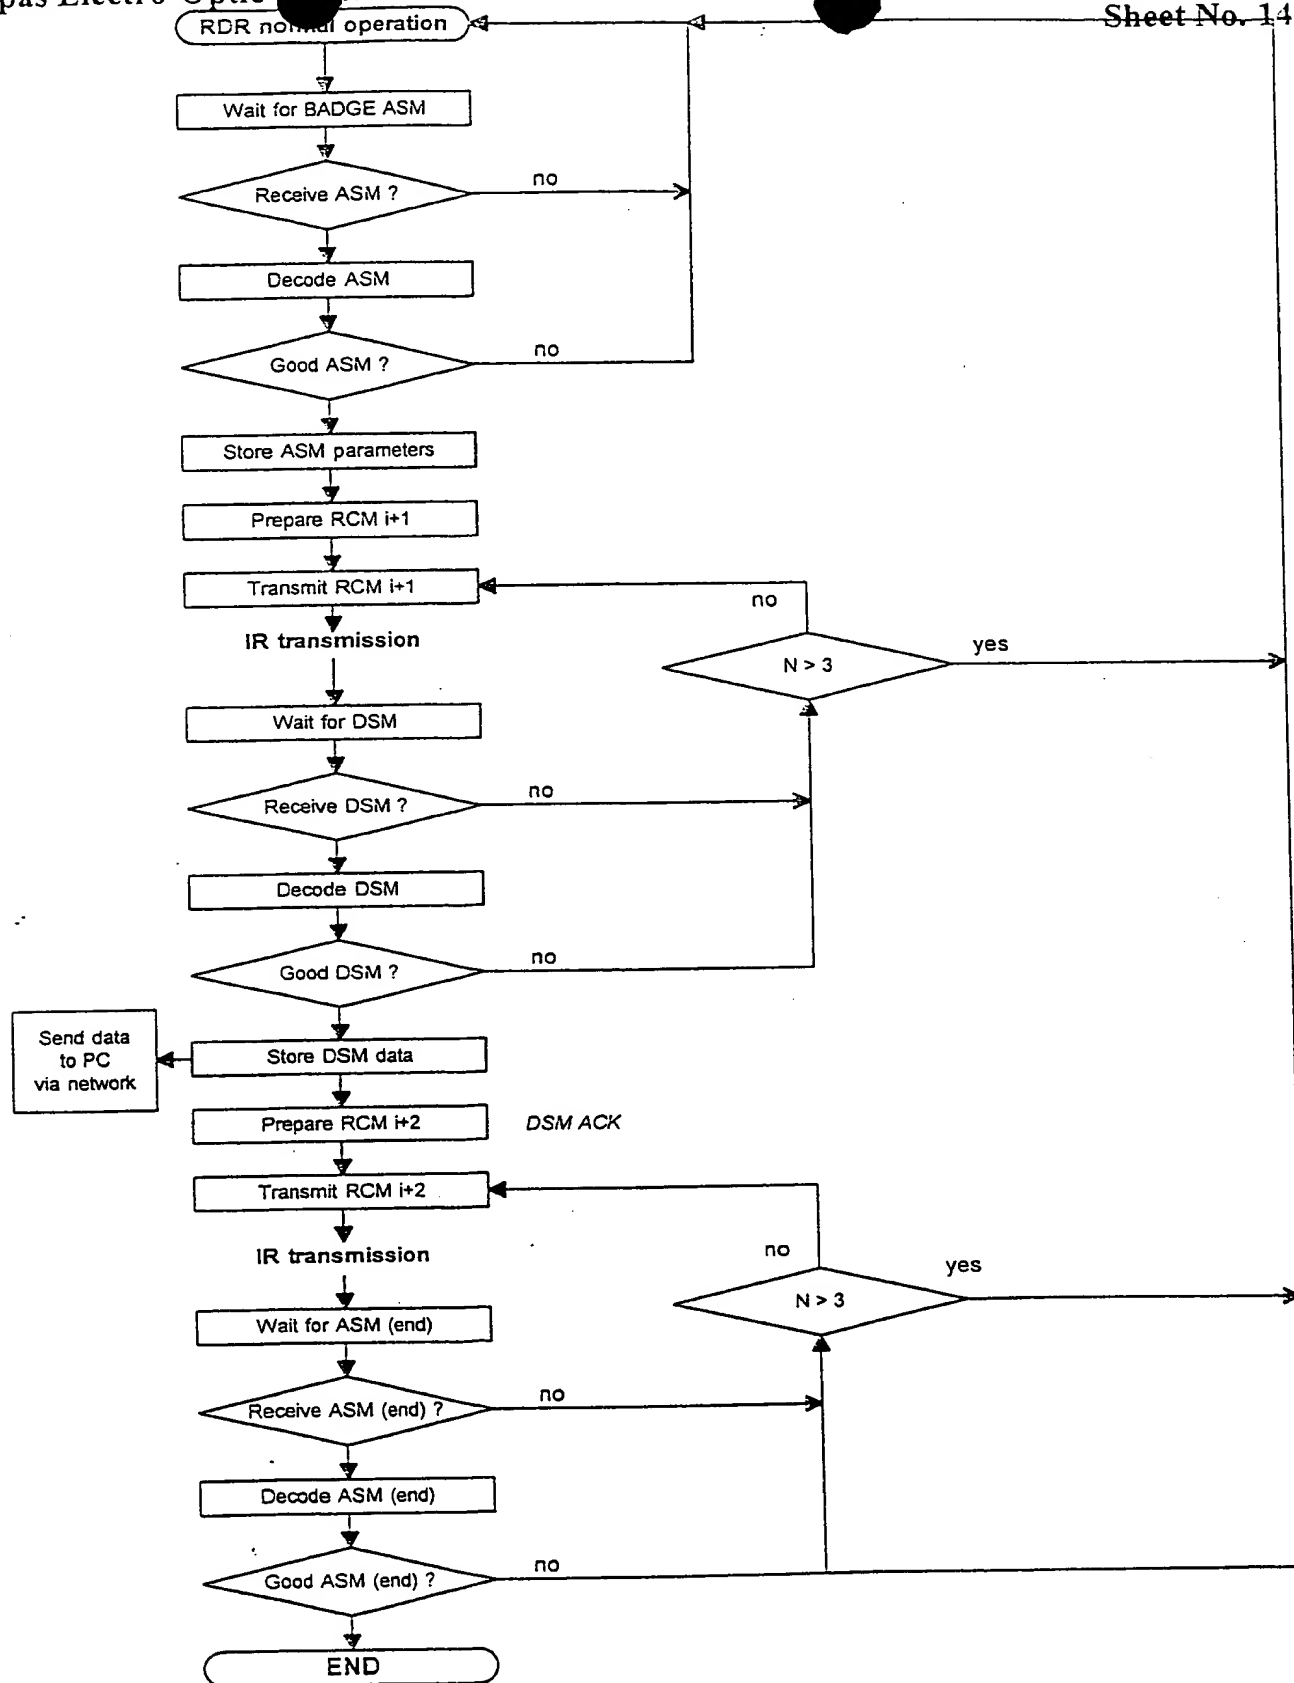 Electro-Optic
Sheet No. 14
RDR normal operation
Wait for BADGE ASM
Receive ASM ?
no
Decode ASM
Good ASM ?
no
Store ASM parameters
Prepare RCM i+1
Transmit RCM i+1
no
IR transmission
N > 3
yes
Wait for DSM
Receive DSM ?
no
Decode DSM
Good DSM ?
no
Send data
to PC
via network
Store DSM data
Prepare RCM i+2
DSM ACK
Transmit RCM i+2
IR transmission
no
yes
N > 3
Wait for ASM (end)
Receive ASM (end) ?
no
Decode ASM (end)
Good ASM (end) ?
no
END